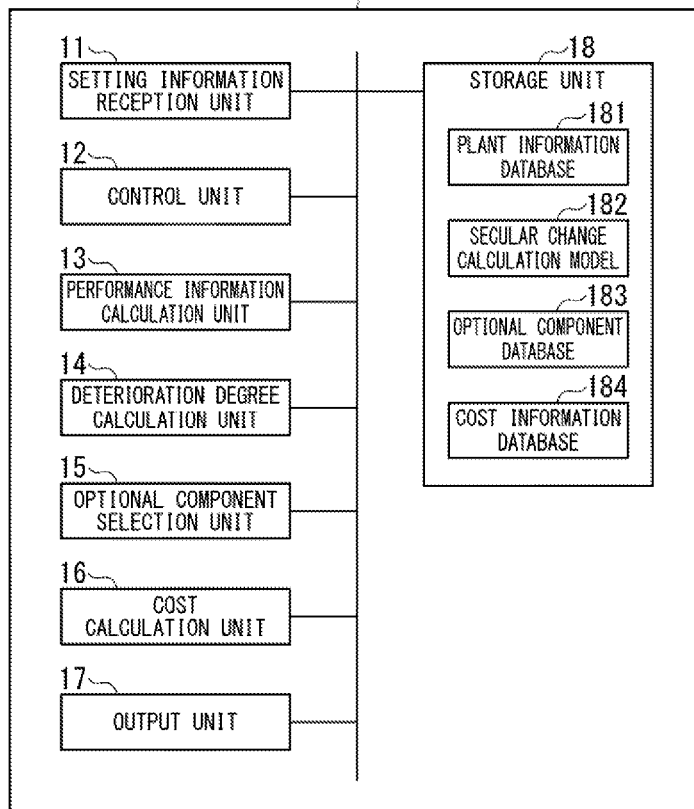 11
SETTING INFORMATION
RECEPTION UNIT
12
CONTROL UNIT
13
PERFORMANCE INFORMATION
CALCULATION UNIT
14
DETERIORATION DEGREE
CALCULATION UNIT
15
OPTIONAL COMPONENT
SELECTION UNIT
16
COST
CALCULATION UNIT
17
OUTPUT UNIT
18
STORAGE UNIT
181
PLANT INFORMATION
DATABASE
182
SECULAR CHANGE
CALCULATION MODEL
183
OPTIONAL COMPONENT
DATABASE
184
COST INFORMATION
DATABASE